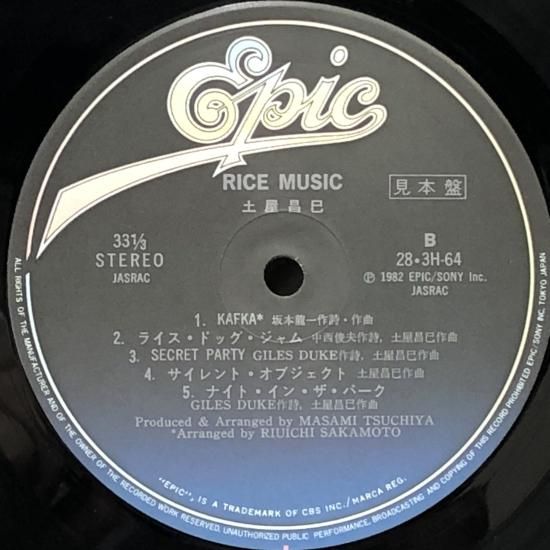 Epic
RICE MUSIC
見本盤
土屋昌巳
33⅓
STEREO
JASRAC
B
28・3H-64
Ⓟ 1982 EPIC/SONY Inc.
JASRAC
1. KAFKA* 坂本龍一作詩・作曲
2. ライス・ドッグ・ジャム 中西俊夫作詩, 土屋昌巳作曲
3. SECRET PARTY GILES DUKE作詩, 土屋昌巳作曲
4. サイレント・オブジェクト 土屋昌巳作曲
5. ナイト・イン・ザ・パーク
GILES DUKE作詩, 土屋昌巳作曲
Produced & Arranged by MASAMI TSUCHIYA
*Arranged by RIUICHI SAKAMOTO
"EPIC", IS A TRADEMARK OF CBS INC./MARCA REG.
ALL RIGHTS OF THE MANUFACTURER AND OF THE OWNER OF THE RECORDED WORK RESERVED. UNAUTHORIZED PUBLIC PERFORMANCE, BROADCASTING AND COPYING OF THIS RECORD PROHIBITED EPIC/SONY INC. TOKYO JAPAN